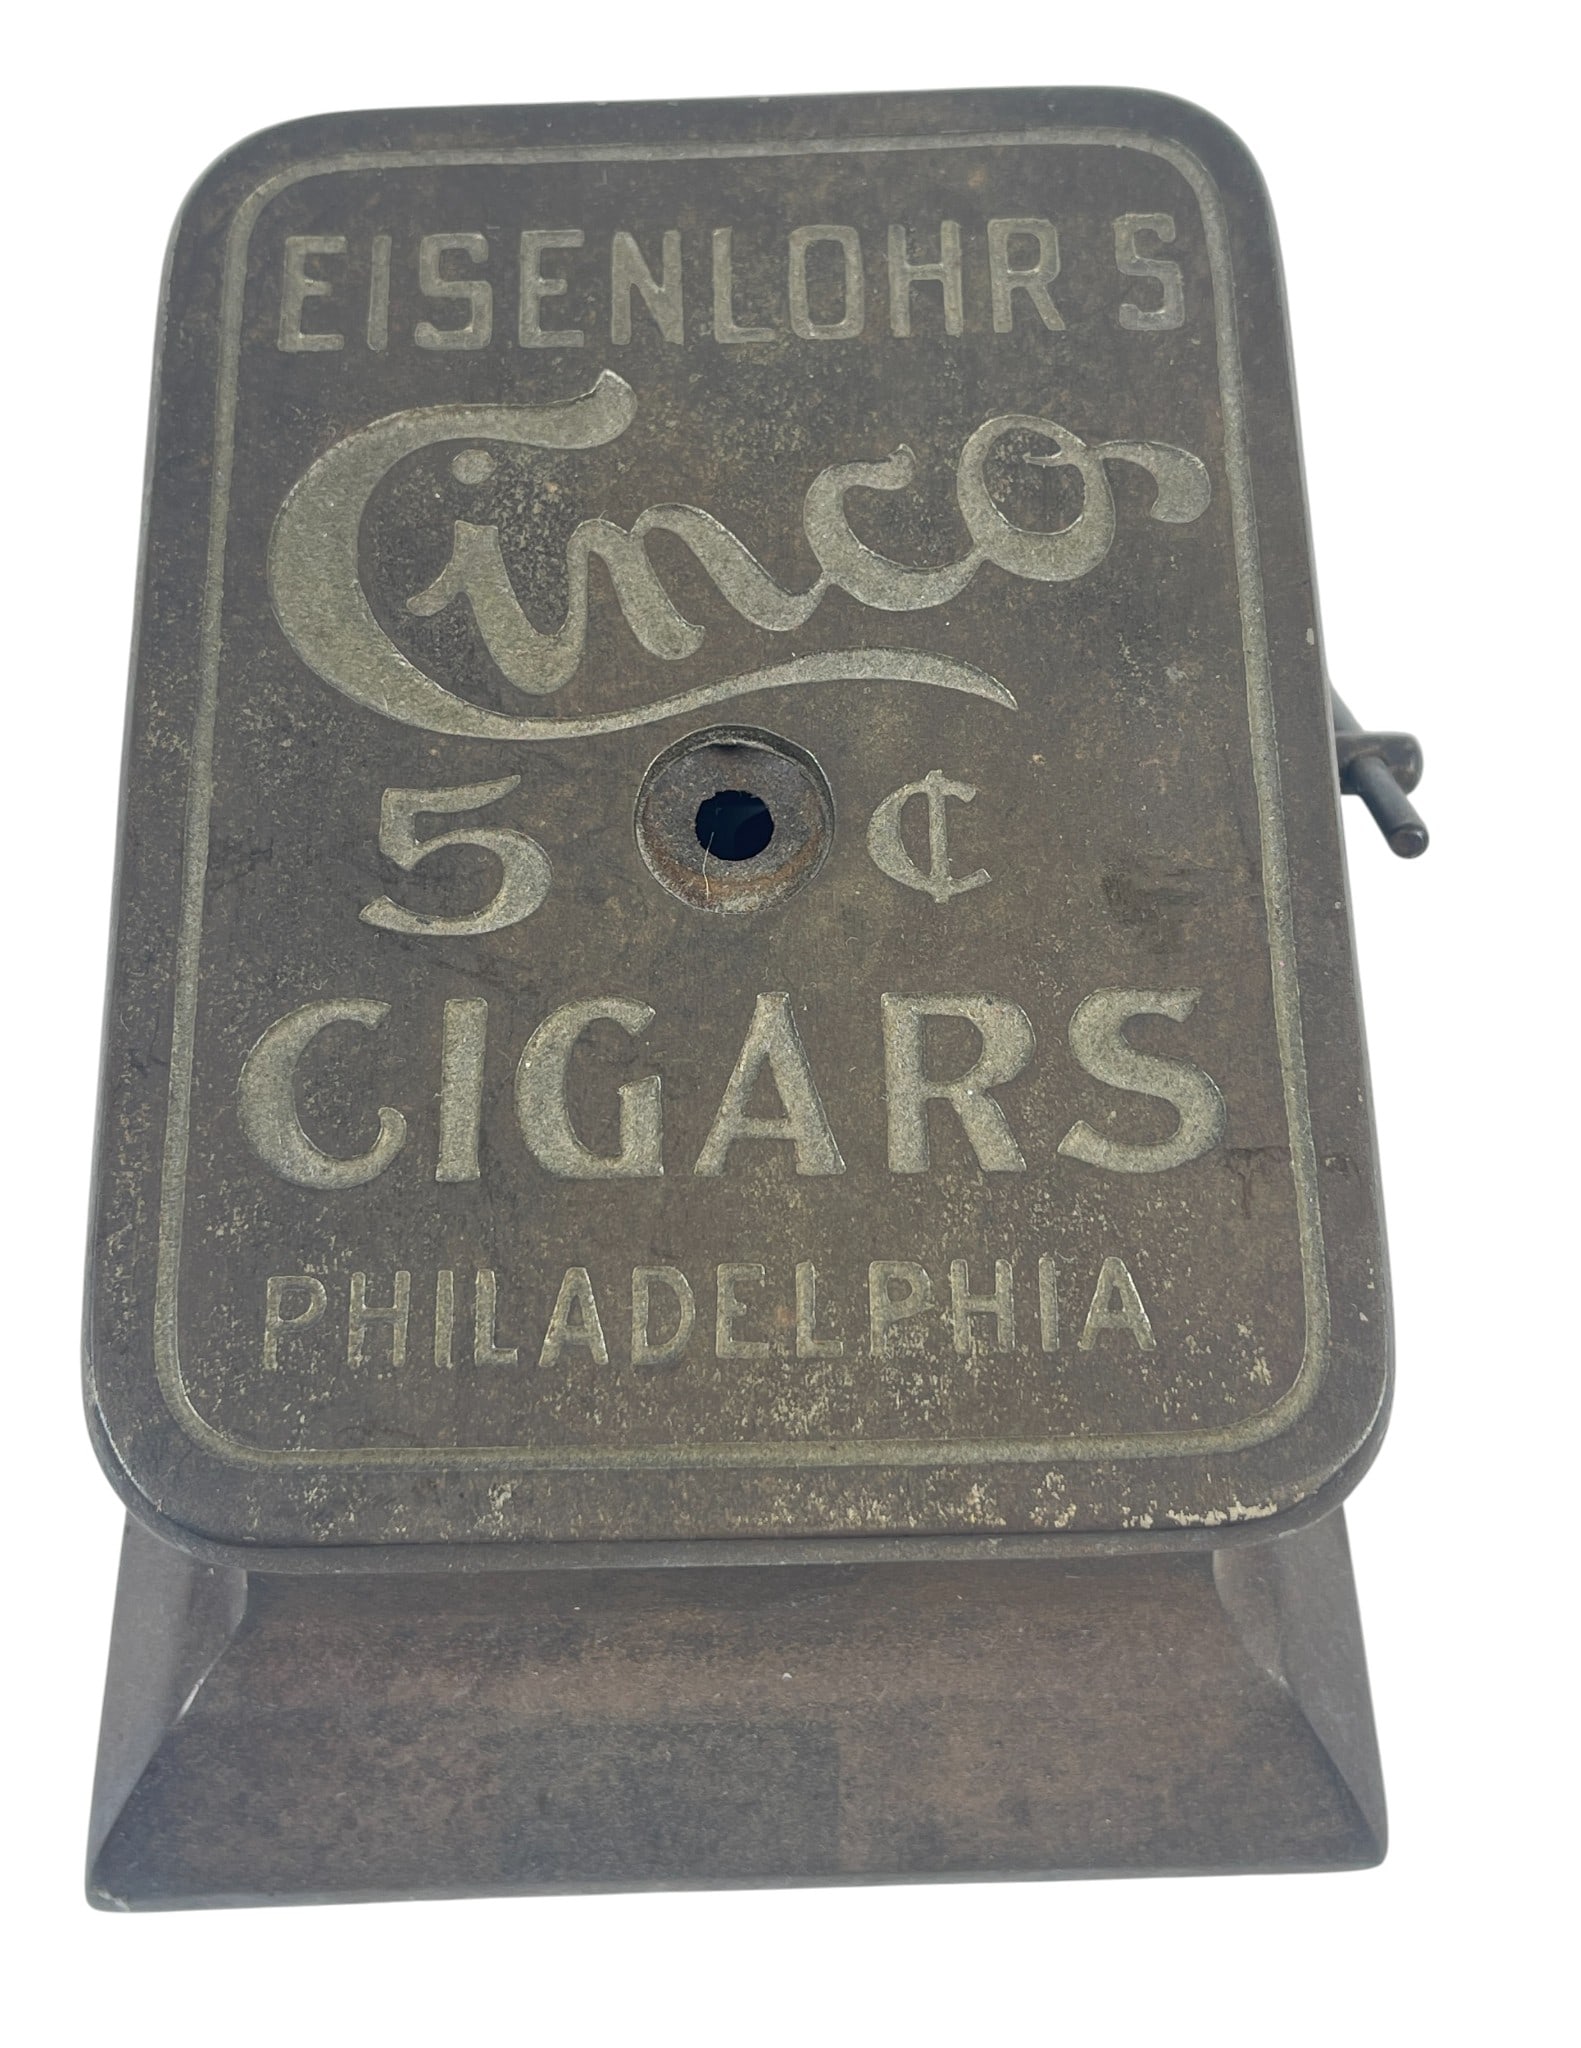 EISENLOHR S
Cinco
5 ¢
CIGARS
PHILADELPHIA